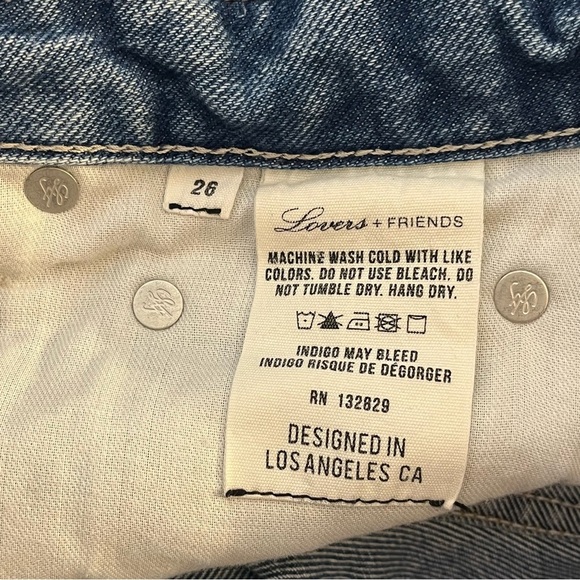 26
Lovers + FRIENDS
MACHINE WASH COLD WITH LIKE
COLORS. DO NOT USE BLEACH. DO
NOT TUMBLE DRY. HANG DRY.
INDIGO MAY BLEED
INDIGO RISQUE DE DÉGORGER
RN 132829
DESIGNED IN
LOS ANGELES CA